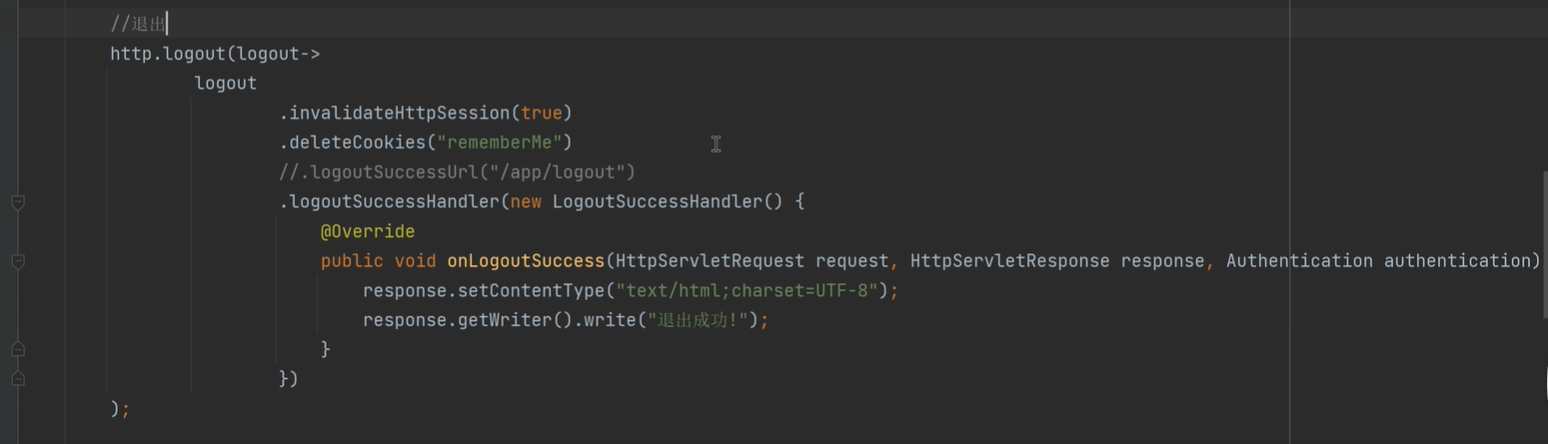 //退出
http.logout(logout->
logout
.invalidateHttpSession(true)
.deleteCookies("rememberMe")
//.logoutSuccessUrl("/app/logout")
.logoutSuccessHandler(new LogoutSuccessHandler() {
@Override
public void onLogoutSuccess(HttpServletRequest request, HttpServletResponse response, Authentication authentication)
response.setContentType("text/html;charset=UTF-8");
response.getWriter().write("退出成功!");
}
})
);